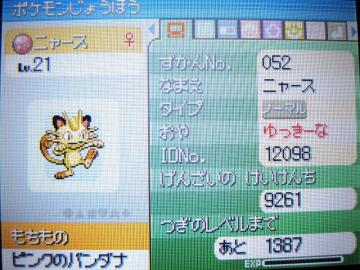 ポケモンじょうほう
ニャース ♀
Lv.21
ずかんNo. 052
なまえ ニャース
タイプ ノーマル
おや ゆっきーな
IDNo. 12098
げんざいの けいけんち
9261
つぎのレベルまで
あと 1387
EXP
もちもの
ピンクのバンダナ